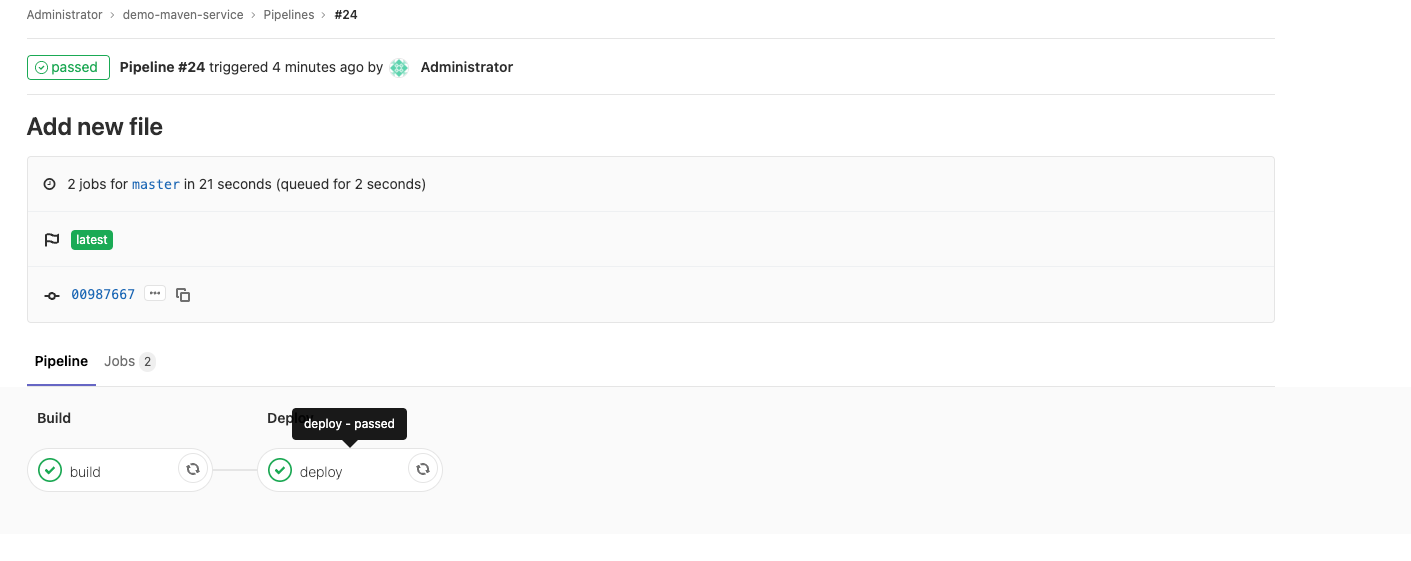 Administrator › demo-maven-service › Pipelines › #24
passed Pipeline #24 triggered 4 minutes ago by Administrator
Add new file
2 jobs for master in 21 seconds (queued for 2 seconds)
latest
00987667
Pipeline Jobs 2
Build Deploy
deploy - passed
build deploy